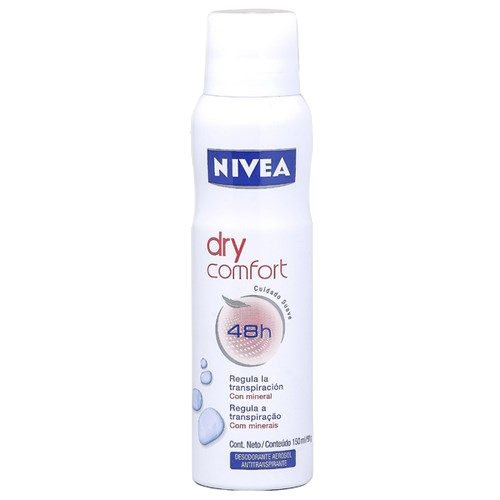 NIVEA
dry
comfort
Cuidado Suave
48h
Regula la
transpiración
Con mineral
Regula a
transpiração
Com minerais
Cont. Neto/Conteúdo 150 ml
DESODORANTE AEROSOL
ANTITRANSPIRANTE